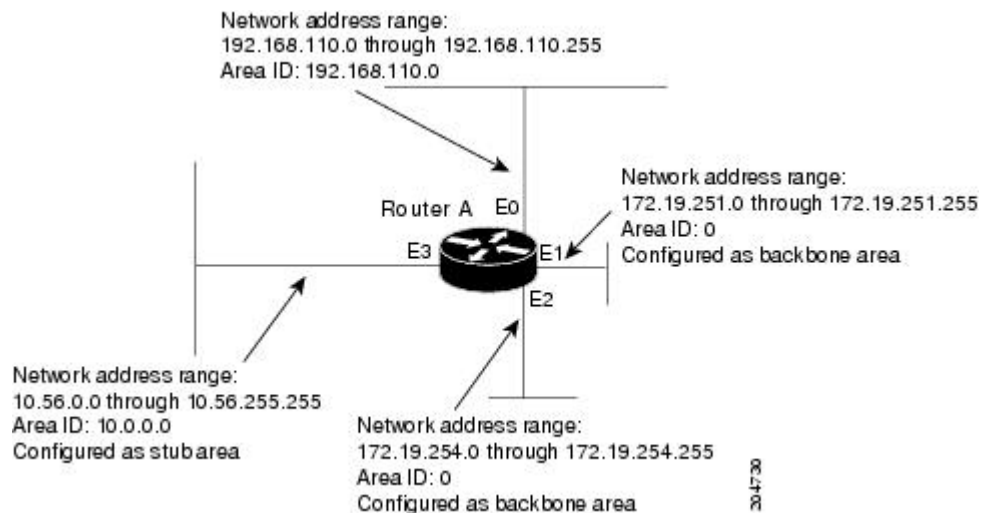 Network address range:
192.168.110.0 through 192.168.110.255
Area ID: 192.168.110.0
Network address range:
172.19.251.0 through 172.19.251.255
Area ID: 0
Configured as backbone area
Router A
E0
E3
E1
E2
Network address range:
10.56.0.0 through 10.56.255.255
Area ID: 10.0.0.0
Configured as stub area
Network address range:
172.19.254.0 through 172.19.254.255
Area ID: 0
Configured as backbone area